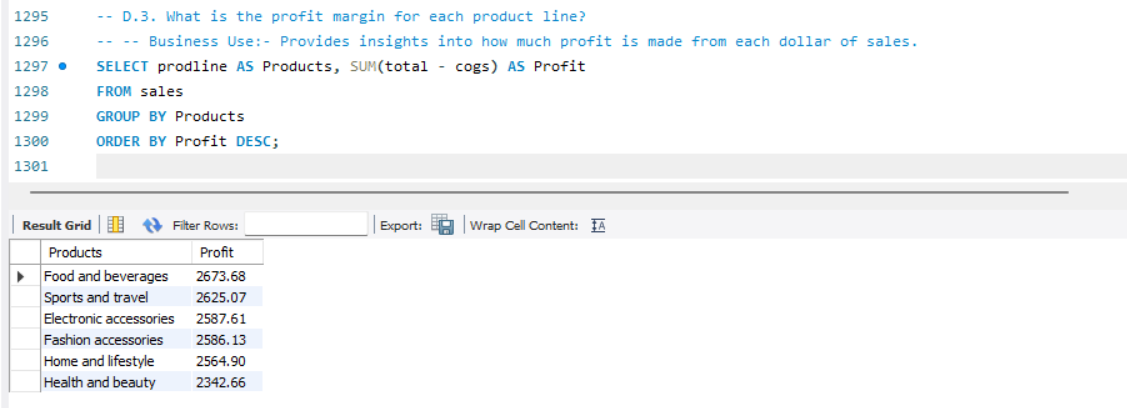 1295 -- D.3. What is the profit margin for each product line?
1296 -- -- Business Use:- Provides insights into how much profit is made from each dollar of sales.
1297 SELECT prodline AS Products, SUM(total - cogs) AS Profit
1298 FROM sales
1299 GROUP BY Products
1300 ORDER BY Profit DESC;
1301
Result Grid Filter Rows: Export: Wrap Cell Content: IA
Products Profit
Food and beverages 2673.68
Sports and travel 2625.07
Electronic accessories 2587.61
Fashion accessories 2586.13
Home and lifestyle 2564.90
Health and beauty 2342.66